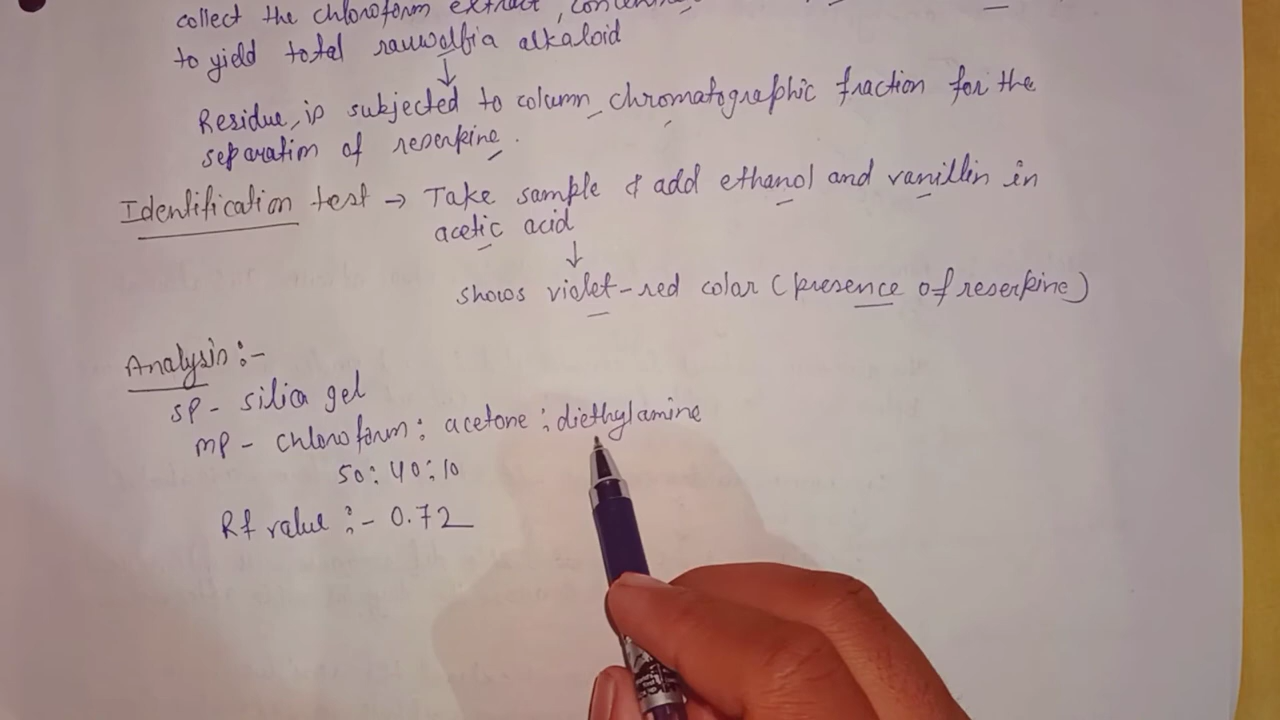 collect the chloroform extract,
to yield total rauwolfia alkaloid
↓
Residue, is subjected to column chromatographic fraction for the
separation of reserpine.
Identification test → Take sample & add ethanol and vanillin in
acetic acid
↓
shows violet-red color (presence of reserpine)
Analysis :-
SP - silica gel
MP - chloroform : acetone : diethylamine
50 : 40 : 10
Rf value :- 0.72